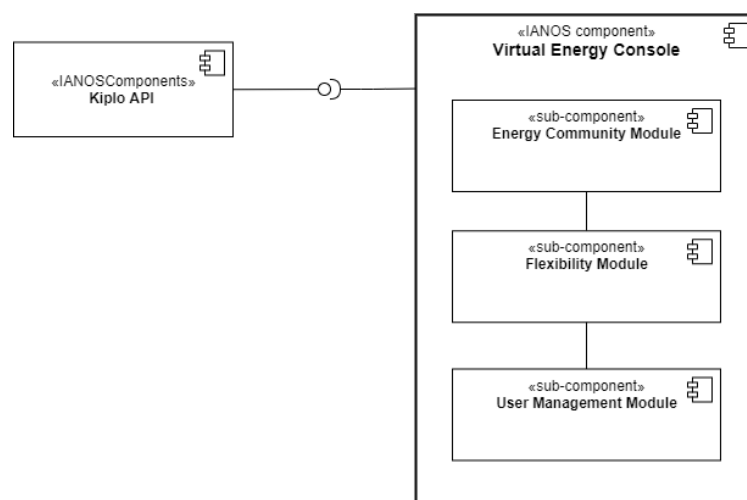 «IANOSComponents»
Kiplo API
«IANOS component»
Virtual Energy Console
«sub-component»
Energy Community Module
«sub-component»
Flexibility Module
«sub-component»
User Management Module